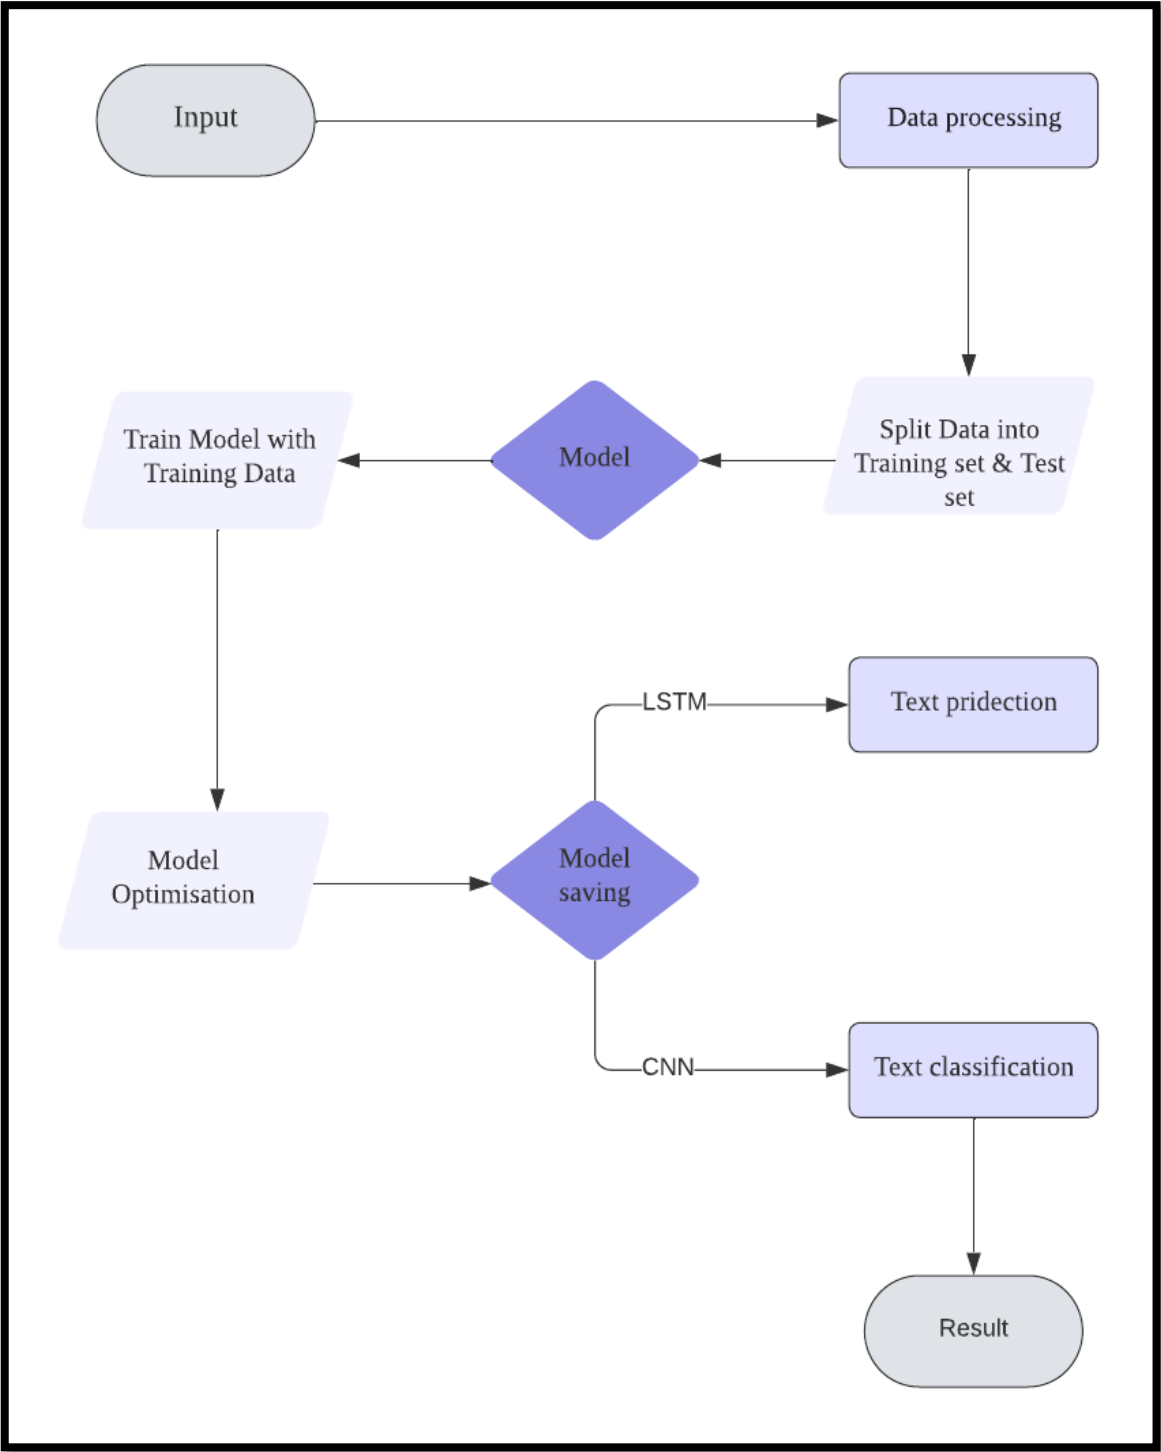 Input
Data processing
Split Data into
Training set & Test
set
Model
Train Model with
Training Data
Model
Optimisation
Model
saving
LSTM
Text pridection
CNN
Text classification
Result